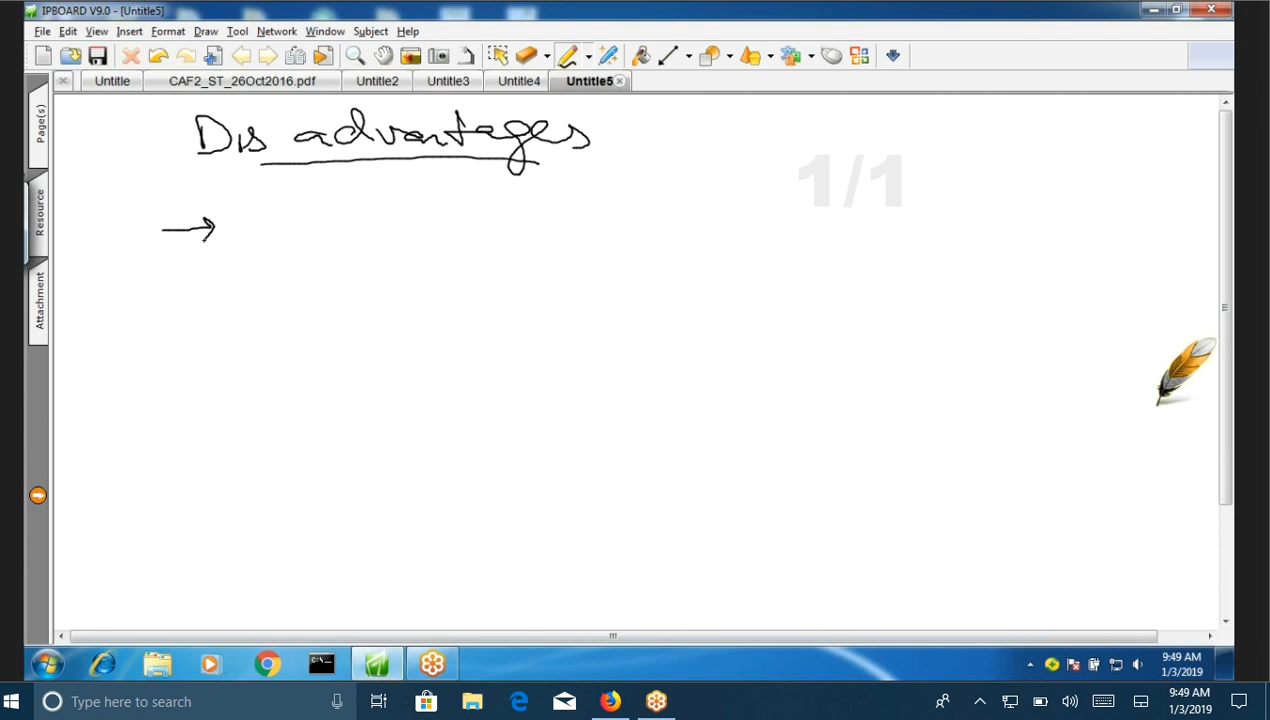 IPBOARD V9.0 - [Untitle5]
File Edit View Insert Format Draw Tool Network Window Subject Help
Untitle CAF2_ST_26Oct2016.pdf Untitle2 Untitle3 Untitle4 Untitle5
Page(s)
Resource
Attachment
Dis advantages
1/1
9:49 AM
1/3/2019
Type here to search
9:49 AM
1/3/2019